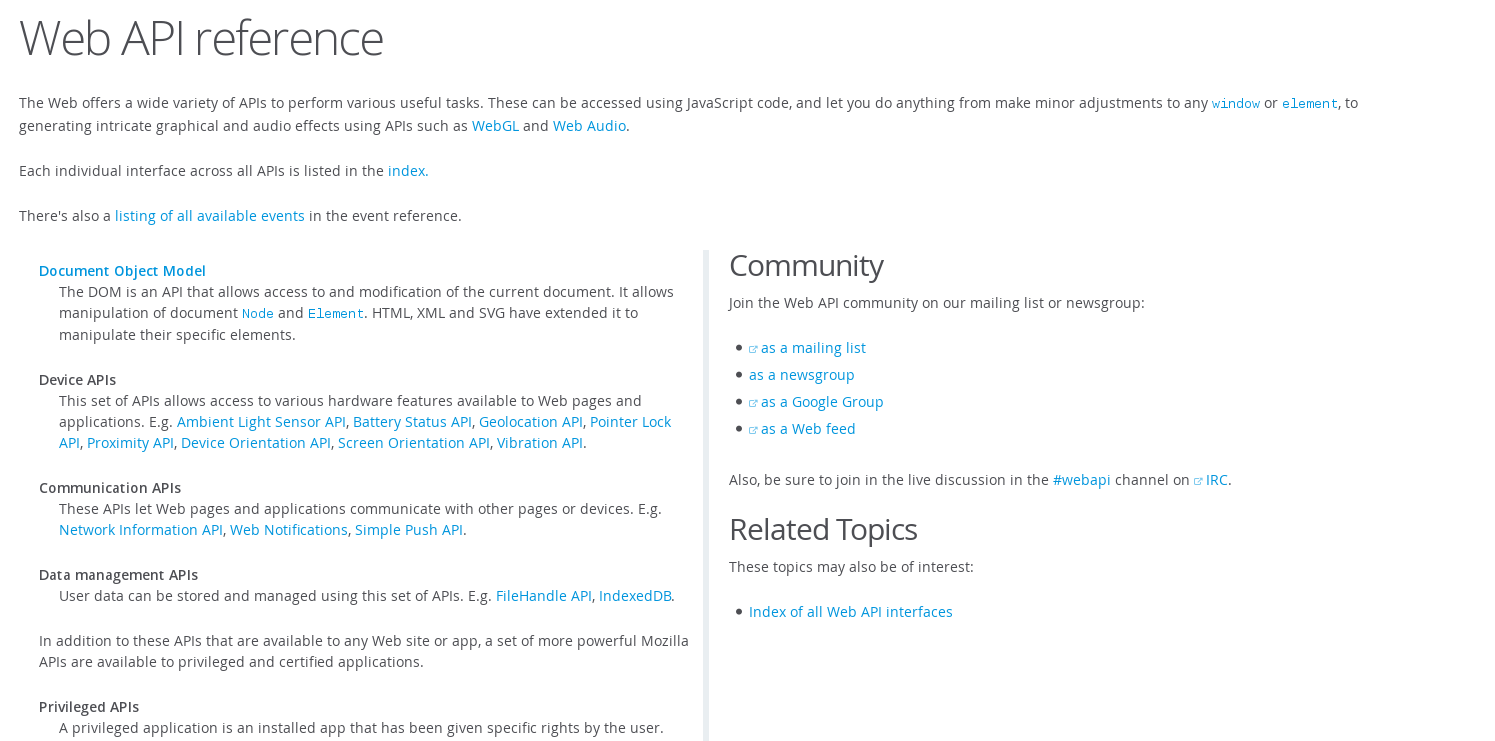 Web API reference
The Web offers a wide variety of APIs to perform various useful tasks. These can be accessed using JavaScript code, and let you do anything from make minor adjustments to any window or element, to
generating intricate graphical and audio effects using APIs such as WebGL and Web Audio.
Each individual interface across all APIs is listed in the index.
There's also a listing of all available events in the event reference.
Document Object Model
The DOM is an API that allows access to and modification of the current document. It allows
manipulation of document Node and Element. HTML, XML and SVG have extended it to
manipulate their specific elements.
Device APIs
This set of APIs allows access to various hardware features available to Web pages and
applications. E.g. Ambient Light Sensor API, Battery Status API, Geolocation API, Pointer Lock
API, Proximity API, Device Orientation API, Screen Orientation API, Vibration API.
Communication APIs
These APIs let Web pages and applications communicate with other pages or devices. E.g.
Network Information API, Web Notifications, Simple Push API.
Data management APIs
User data can be stored and managed using this set of APIs. E.g. FileHandle API, IndexedDB.
In addition to these APIs that are available to any Web site or app, a set of more powerful Mozilla
APIs are available to privileged and certified applications.
Privileged APIs
A privileged application is an installed app that has been given specific rights by the user.
Community
Join the Web API community on our mailing list or newsgroup:
as a mailing list
as a newsgroup
as a Google Group
as a Web feed
Also, be sure to join in the live discussion in the #webapi channel on IRC.
Related Topics
These topics may also be of interest:
Index of all Web API interfaces